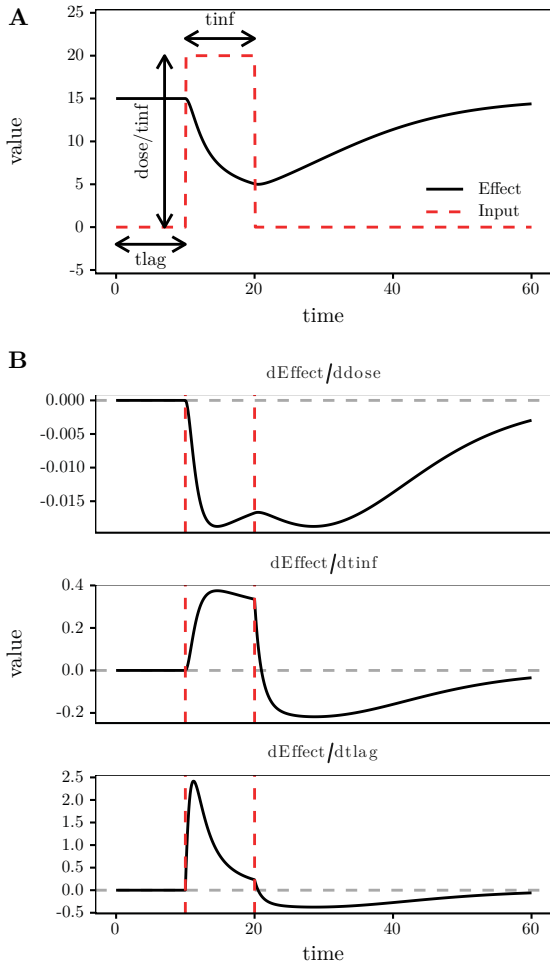 A
tinf
25
20
15
10
5
0
-5
value
dose/tinf
Effect
Input
tlag
0
20
40
60
time
B
dEffect/ddose
0.000
-0.005
-0.010
-0.015
dEffect/dtinf
0.4
0.2
0.0
-0.2
value
dEffect/dtlag
2.5
2.0
1.5
1.0
0.5
0.0
-0.5
0
20
40
60
time